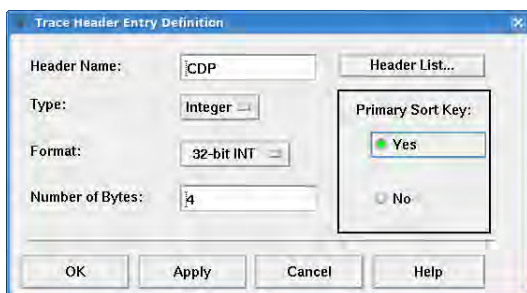 Trace Header Entry Definition
Header Name: CDP Header List...
Type: Integer
Primary Sort Key:
Yes
Format: 32-bit INT
Number of Bytes: 4
No
OK Apply Cancel Help